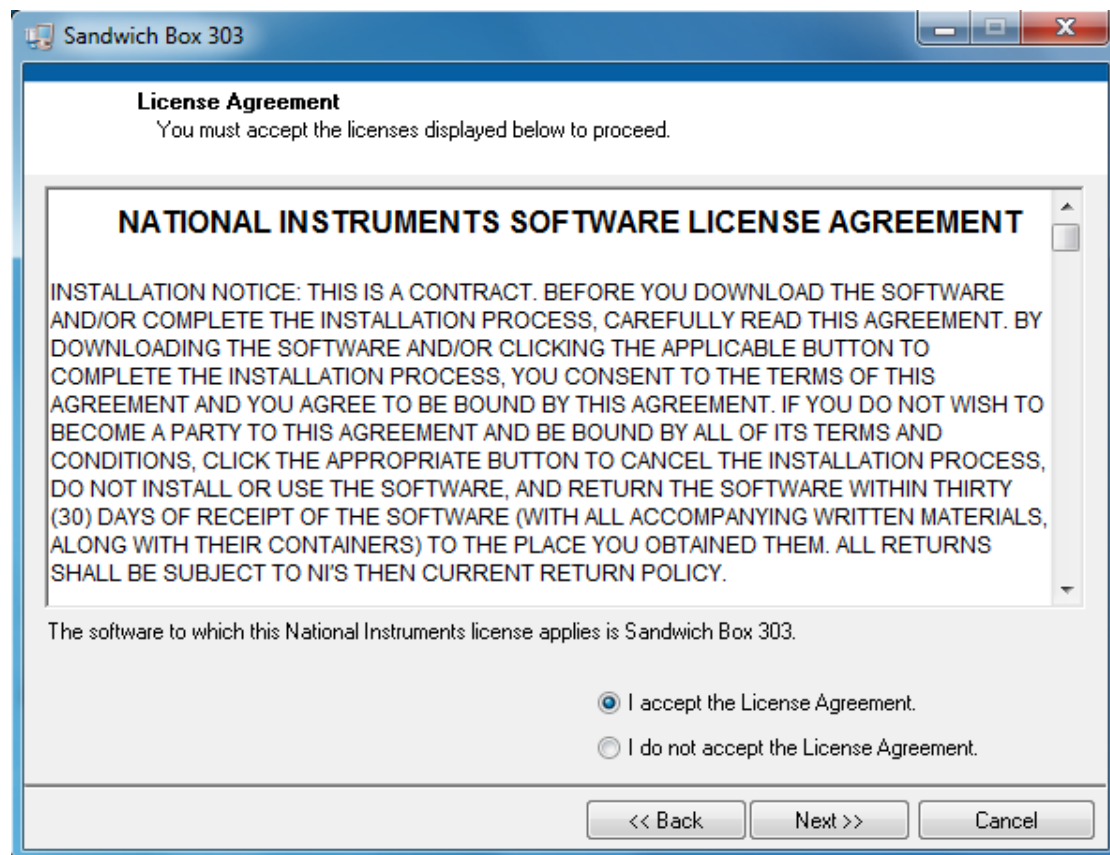 Sandwich Box 303
License Agreement
You must accept the licenses displayed below to proceed.
NATIONAL INSTRUMENTS SOFTWARE LICENSE AGREEMENT
INSTALLATION NOTICE: THIS IS A CONTRACT. BEFORE YOU DOWNLOAD THE SOFTWARE
AND/OR COMPLETE THE INSTALLATION PROCESS, CAREFULLY READ THIS AGREEMENT. BY
DOWNLOADING THE SOFTWARE AND/OR CLICKING THE APPLICABLE BUTTON TO
COMPLETE THE INSTALLATION PROCESS, YOU CONSENT TO THE TERMS OF THIS
AGREEMENT AND YOU AGREE TO BE BOUND BY THIS AGREEMENT. IF YOU DO NOT WISH TO
BECOME A PARTY TO THIS AGREEMENT AND BE BOUND BY ALL OF ITS TERMS AND
CONDITIONS, CLICK THE APPROPRIATE BUTTON TO CANCEL THE INSTALLATION PROCESS,
DO NOT INSTALL OR USE THE SOFTWARE, AND RETURN THE SOFTWARE WITHIN THIRTY
(30) DAYS OF RECEIPT OF THE SOFTWARE (WITH ALL ACCOMPANYING WRITTEN MATERIALS,
ALONG WITH THEIR CONTAINERS) TO THE PLACE YOU OBTAINED THEM. ALL RETURNS
SHALL BE SUBJECT TO NI'S THEN CURRENT RETURN POLICY.
The software to which this National Instruments license applies is Sandwich Box 303.
I accept the License Agreement.
I do not accept the License Agreement.
<< Back Next >> Cancel